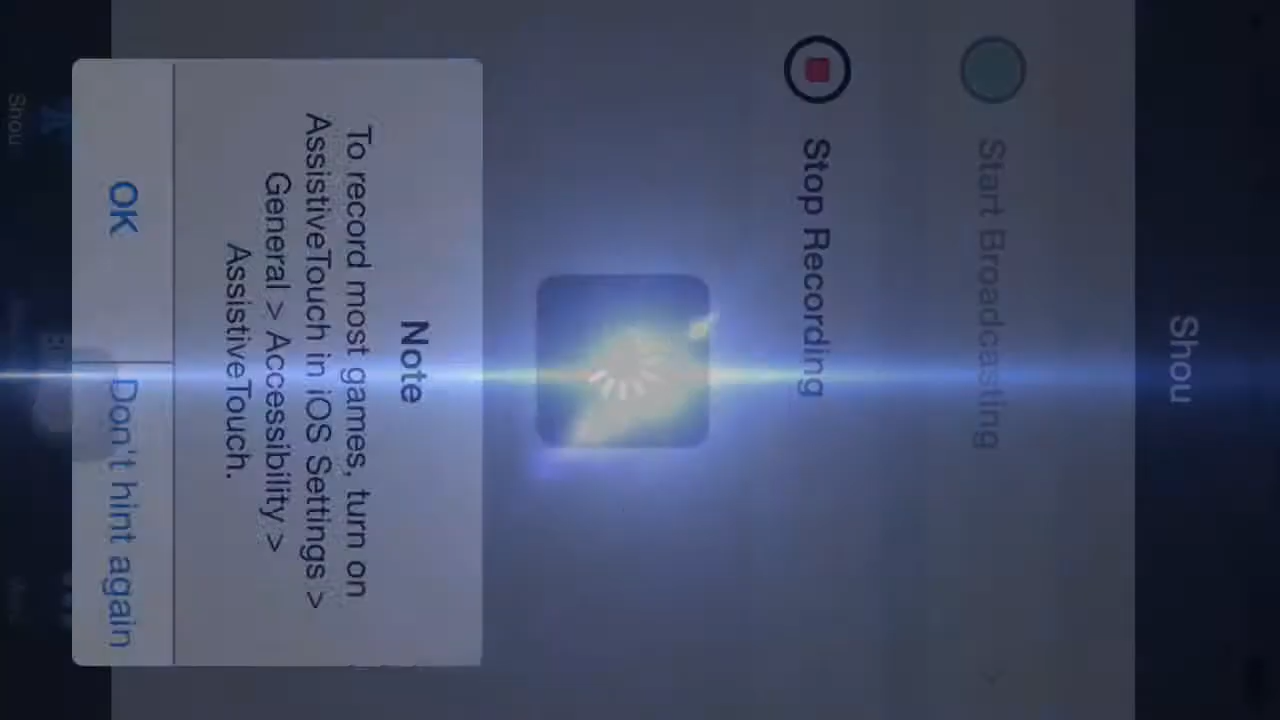 Shou
Start Broadcasting
Stop Recording
Note
To record most games, turn on
AssistiveTouch in iOS Settings >
General > Accessibility >
AssistiveTouch.
OK
Don't hint again
Shou